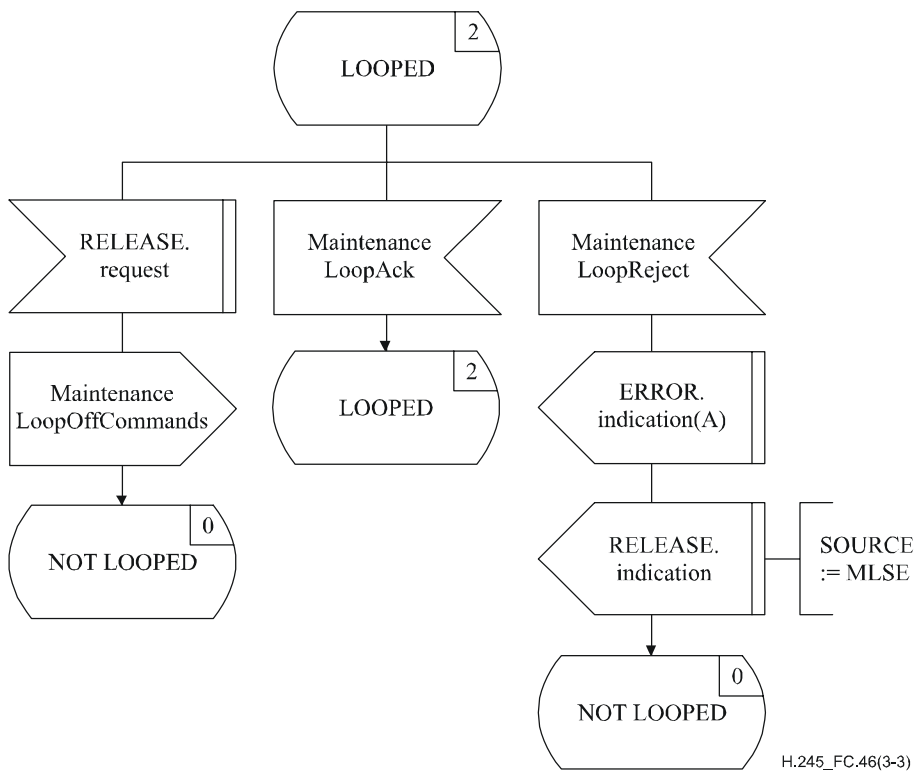 2
LOOPED
RELEASE.
request
Maintenance
LoopAck
Maintenance
LoopReject
Maintenance
LoopOffCommands
2
LOOPED
ERROR.
indication(A)
0
NOT LOOPED
RELEASE.
indication
SOURCE
:= MLSE
0
NOT LOOPED
H.245_FC.46(3-3)